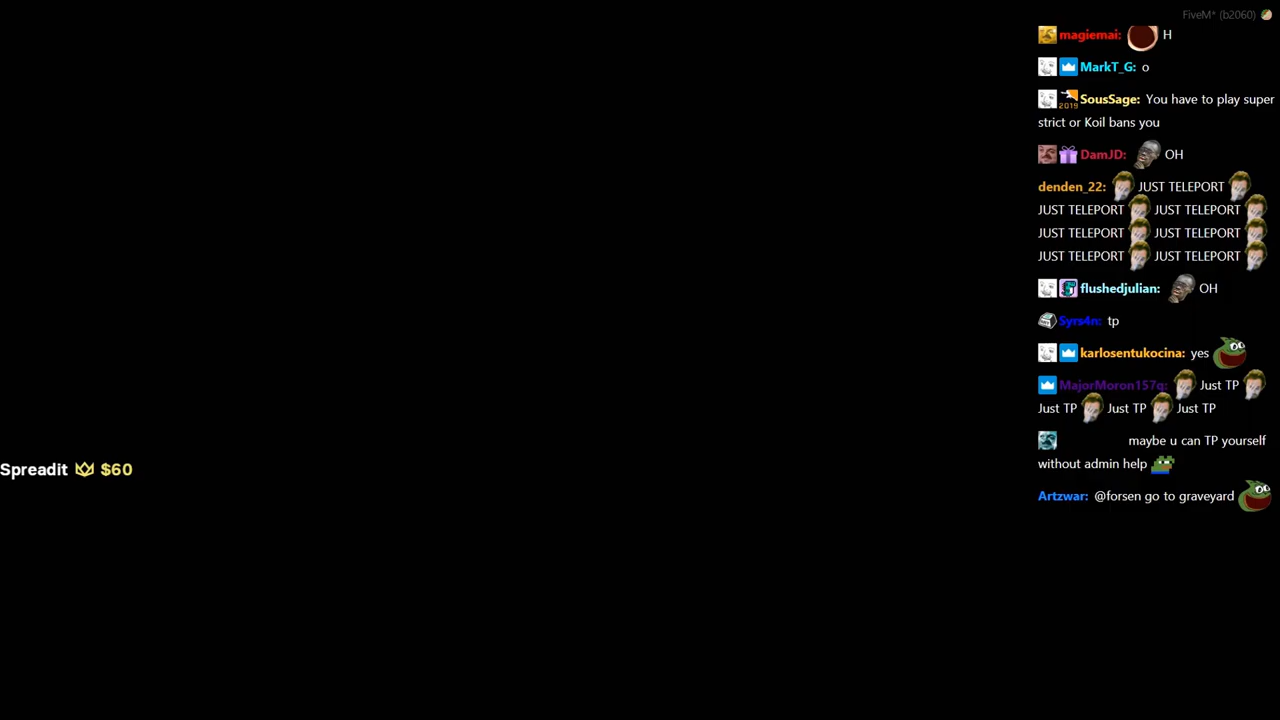 FiveM* (b2060)
magiemai: H
MarkT_G: o
2019 SousSage: You have to play super
strict or Koil bans you
DamJD: OH
denden_22: JUST TELEPORT
JUST TELEPORT JUST TELEPORT
JUST TELEPORT JUST TELEPORT
JUST TELEPORT JUST TELEPORT
flushedjulian: OH
Syrs4n: tp
karlosentukocina: yes
MajorMoron157q: Just TP
Just TP Just TP Just TP
maybe u can TP yourself
without admin help
Spreadit $60
Artzwar: @forsen go to graveyard